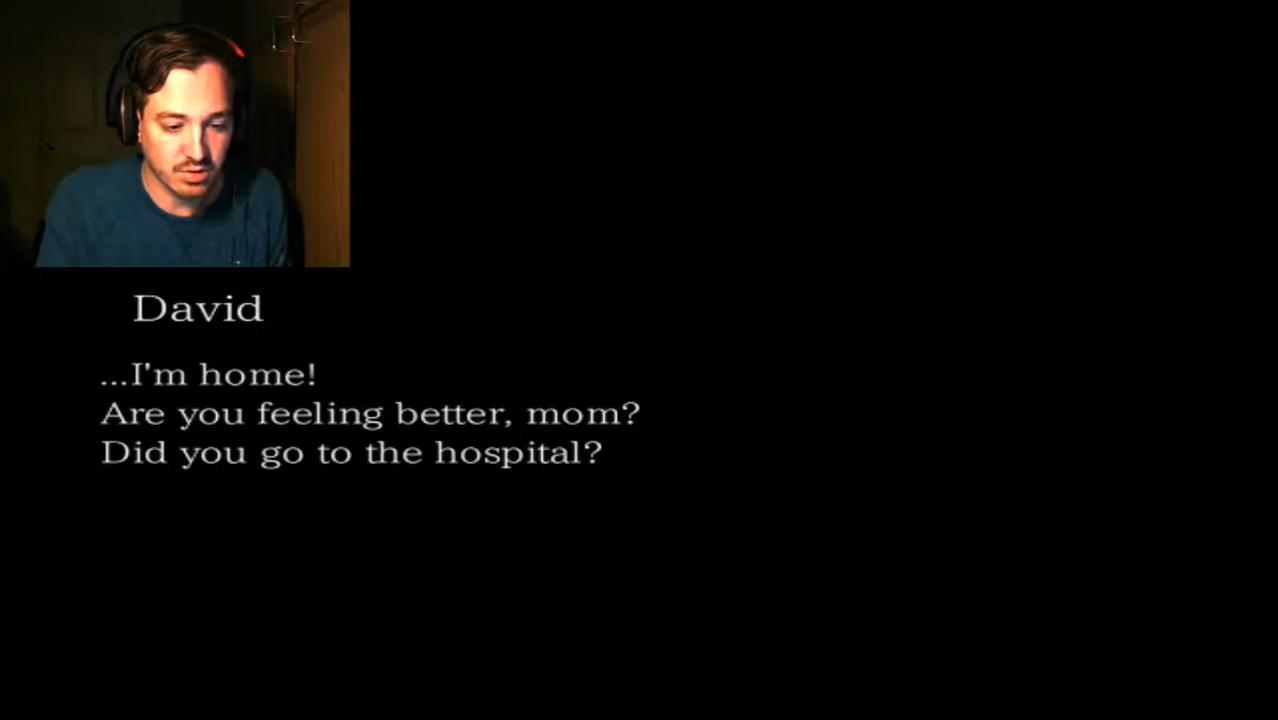 David
...I'm home!
Are you feeling better, mom?
Did you go to the hospital?